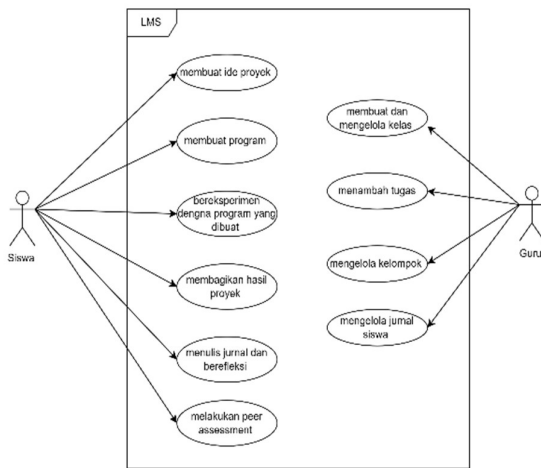 LMS
membuat ide proyek
membuat program
bereksperimen
dengna program yang
dibuat
membagikan hasil
proyek
menulis jurnal dan
berefleksi
melakukan peer
assessment
membuat dan
mengelola kelas
menambah tugas
mengelola kelompok
mengelola jurnal
siswa
Siswa
Guru